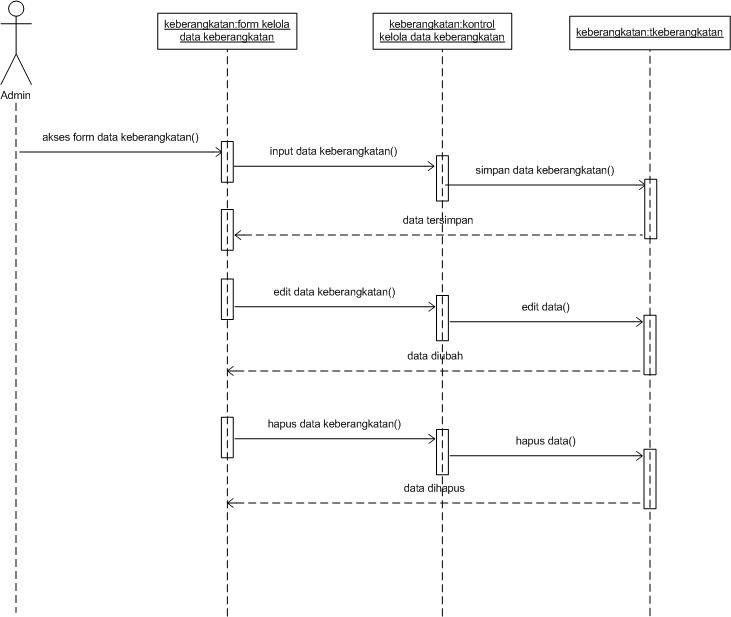 keberangkatan:form kelola
data keberangkatan
keberangkatan:kontrol
kelola data keberangkatan
keberangkatan:tkeberangkatan
Admin
akses form data keberangkatan()
input data keberangkatan()
simpan data keberangkatan()
data tersimpan
edit data keberangkatan()
edit data()
data diubah
hapus data keberangkatan()
hapus data()
data dihapus